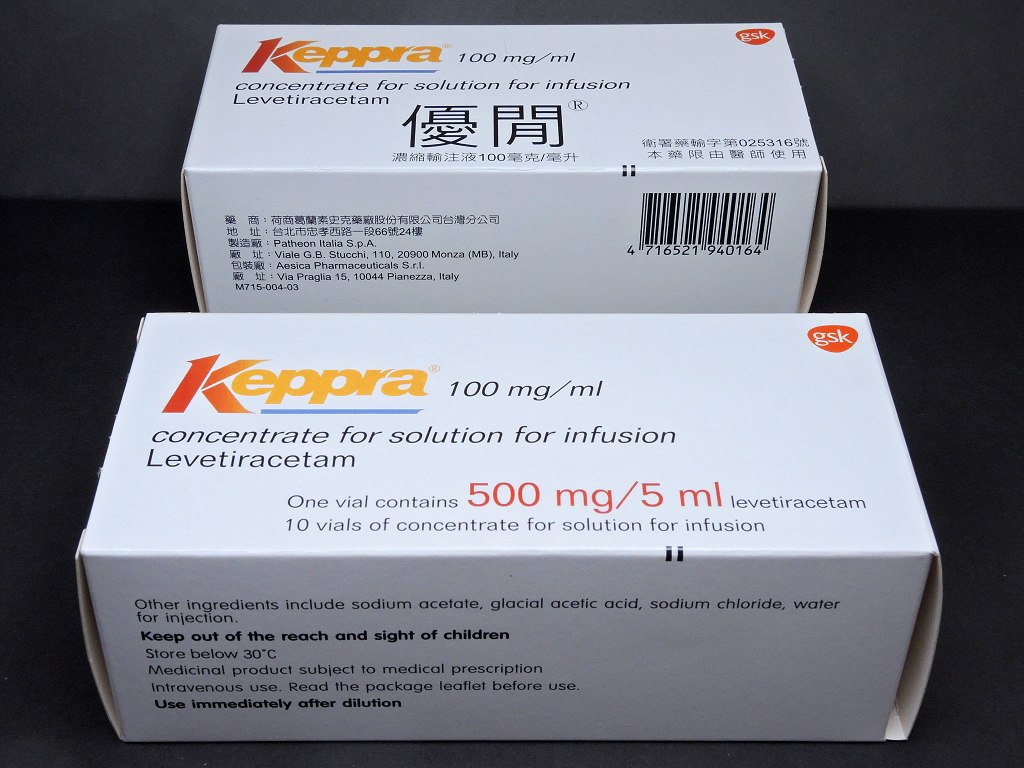 Keppra® 100 mg/ml
gsk
concentrate for solution for infusion
Levetiracetam
優閒®
濃縮輸注液100毫克/毫升
衛署藥輸字第025316號
本藥限由醫師使用
藥 商：荷商葛蘭素史克藥廠股份有限公司台灣分公司
地 址：台北市忠孝西路一段66號24樓
製造廠：Patheon Italia S.p.A.
廠 址：Viale G.B. Stucchi, 110, 20900 Monza (MB), Italy
包裝廠：Aesica Pharmaceuticals S.r.l.
廠 址：Via Praglia 15, 10044 Pianezza, Italy
M715-004-03
4 716521 940164
Keppra® 100 mg/ml
gsk
concentrate for solution for infusion
Levetiracetam
One vial contains 500 mg/5 ml levetiracetam
10 vials of concentrate for solution for infusion
Other ingredients include sodium acetate, glacial acetic acid, sodium chloride, water
for injection.
Keep out of the reach and sight of children
Store below 30°C
Medicinal product subject to medical prescription
Intravenous use. Read the package leaflet before use.
Use immediately after dilution